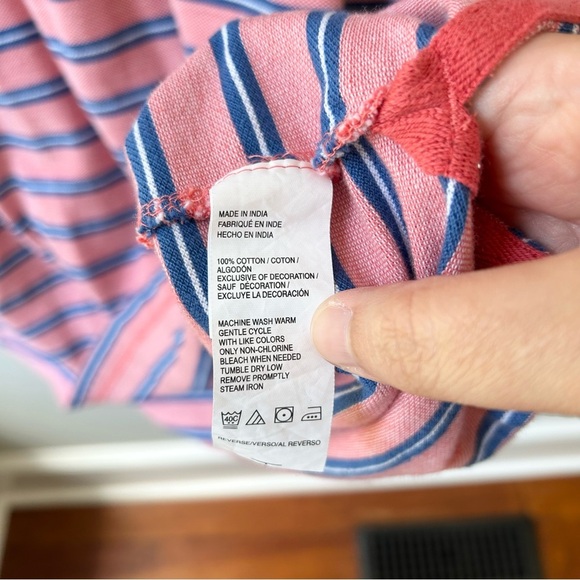 MADE IN INDIA
FABRIQUÉ EN INDE
HECHO EN INDIA
100% COTTON / COTON /
ALGODÓN
EXCLUSIVE OF DECORATION /
SAUF DÉCORATION /
EXCLUYE LA DECORACIÓN
MACHINE WASH WARM
GENTLE CYCLE
WITH LIKE COLORS
ONLY NON-CHLORINE
BLEACH WHEN NEEDED
TUMBLE DRY LOW
REMOVE PROMPTLY
STEAM IRON
40C
REVERSE/VERSO/AL REVERSO